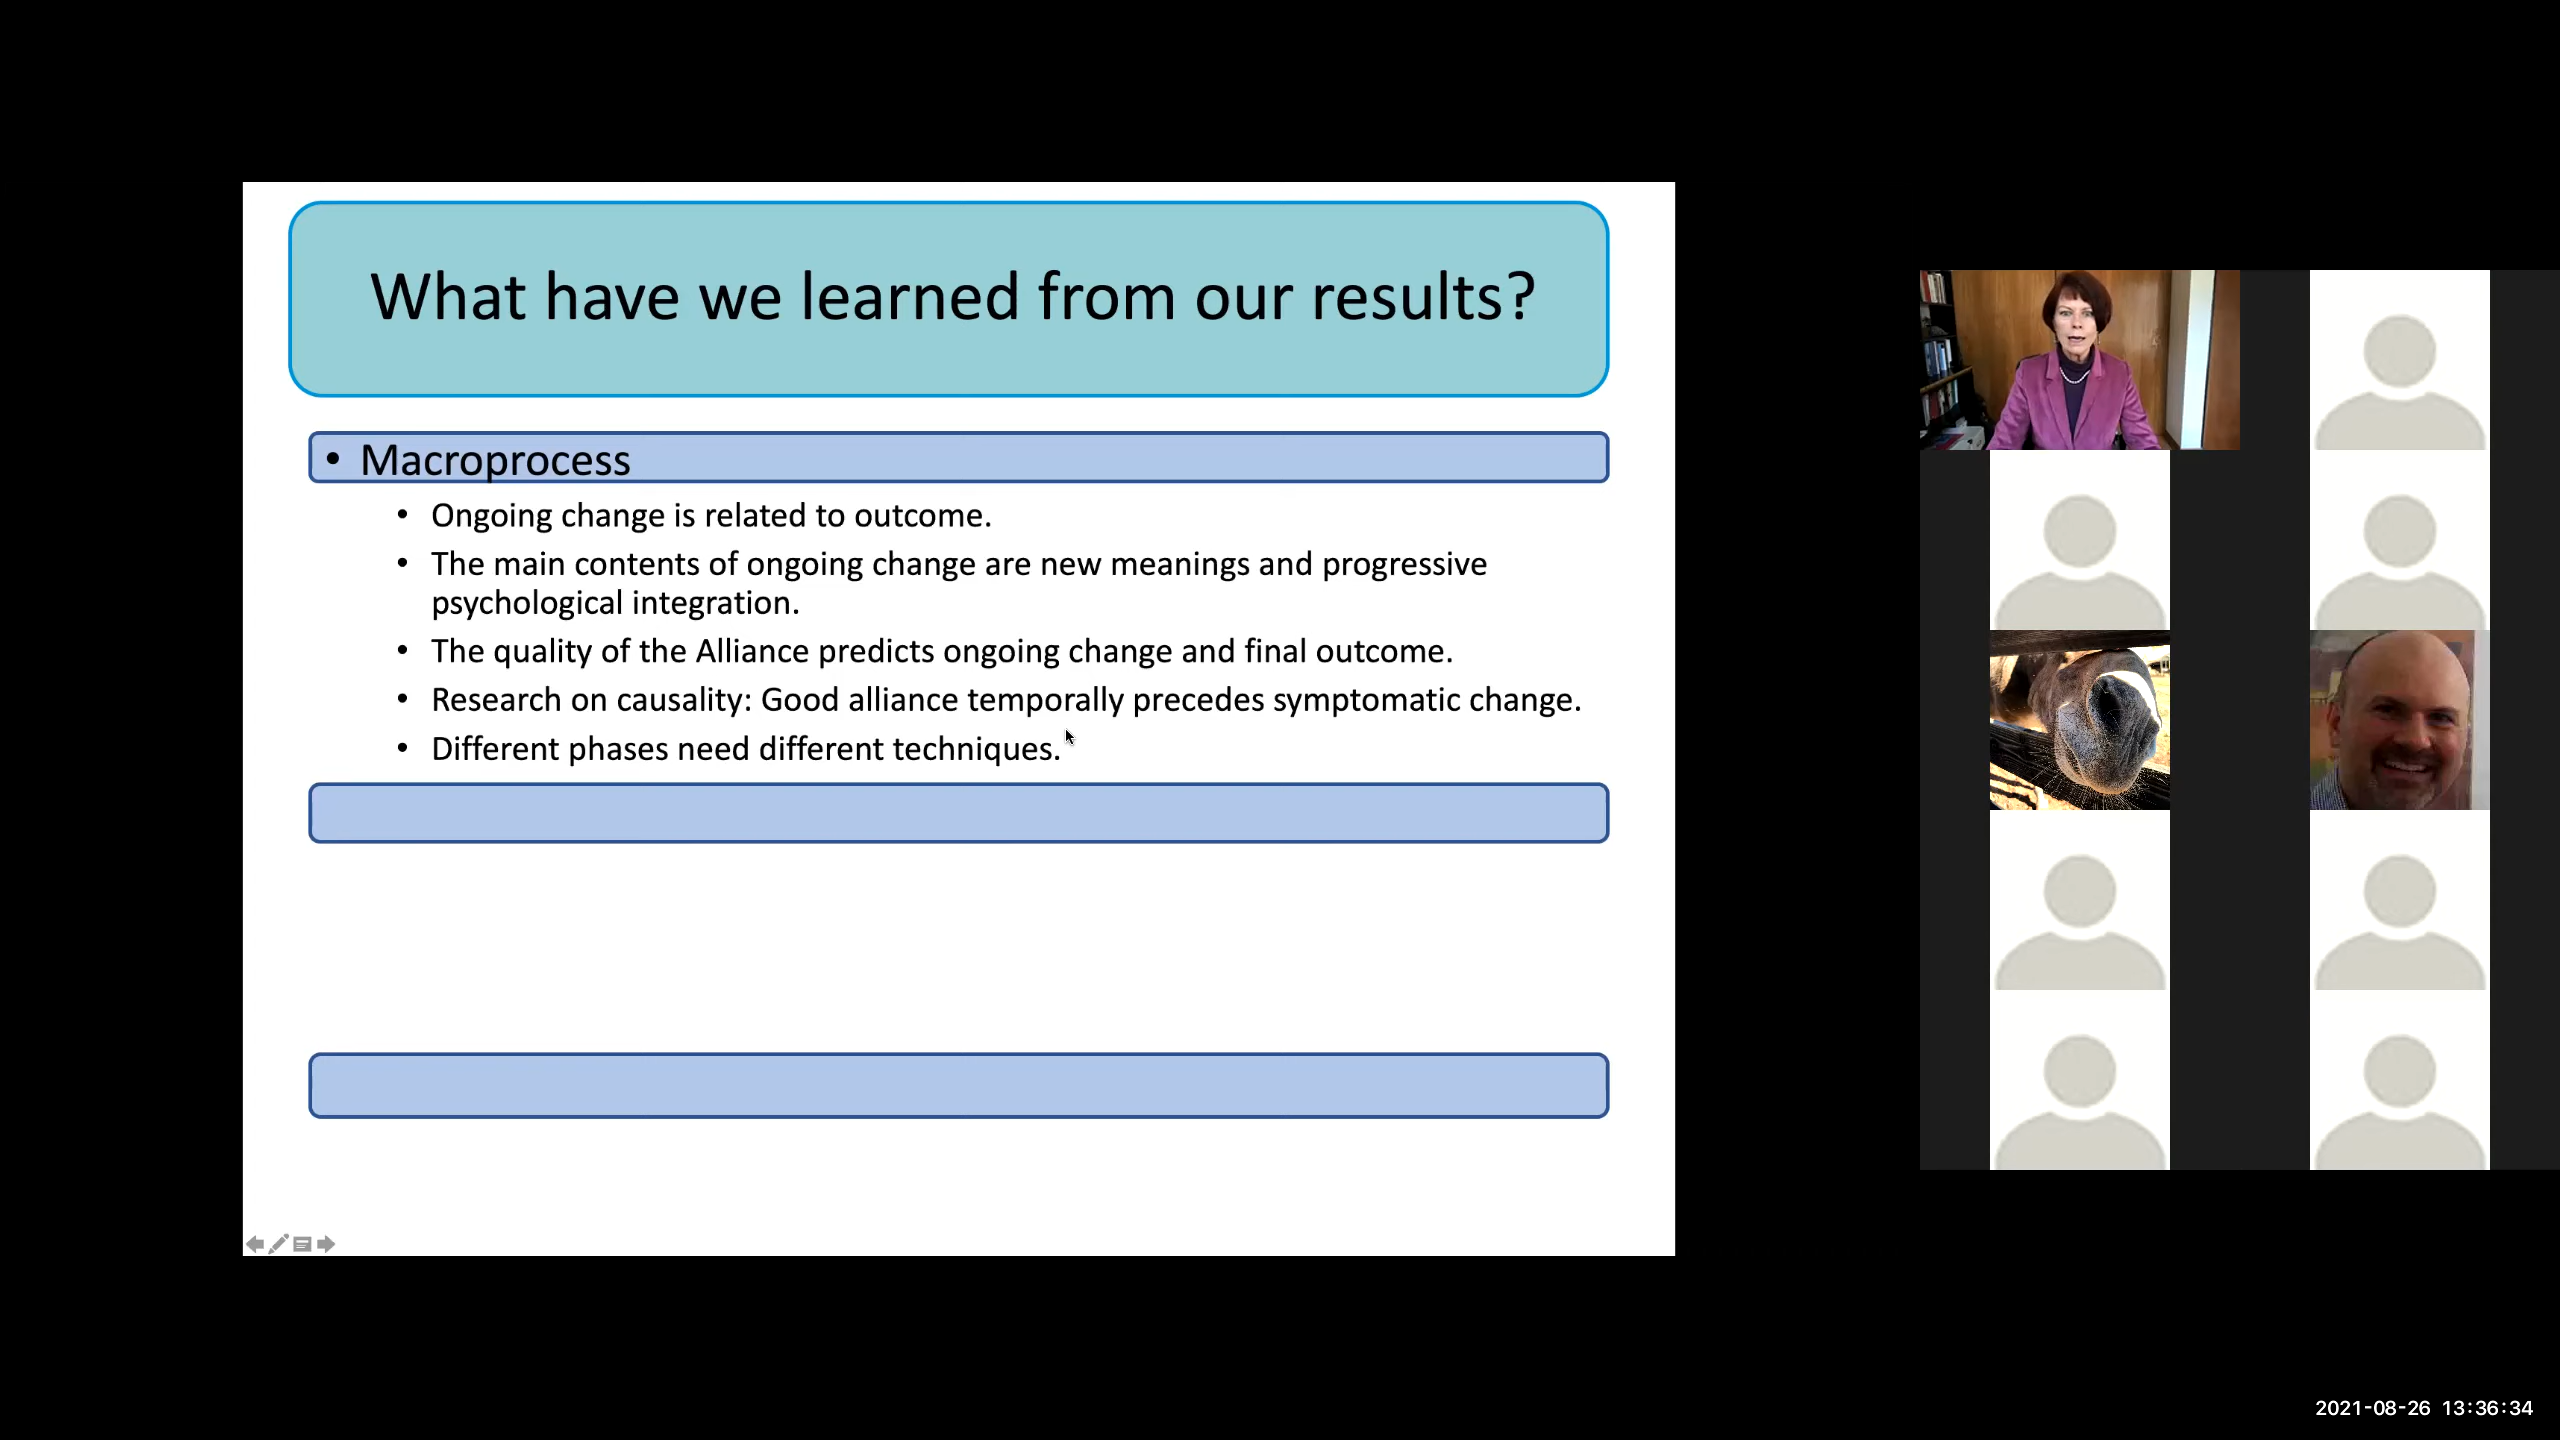 What have we learned from our results?
• Macroprocess
• Ongoing change is related to outcome.
• The main contents of ongoing change are new meanings and progressive
psychological integration.
• The quality of the Alliance predicts ongoing change and final outcome.
• Research on causality: Good alliance temporally precedes symptomatic change.
• Different phases need different techniques.
2021-08-26 13:36:34